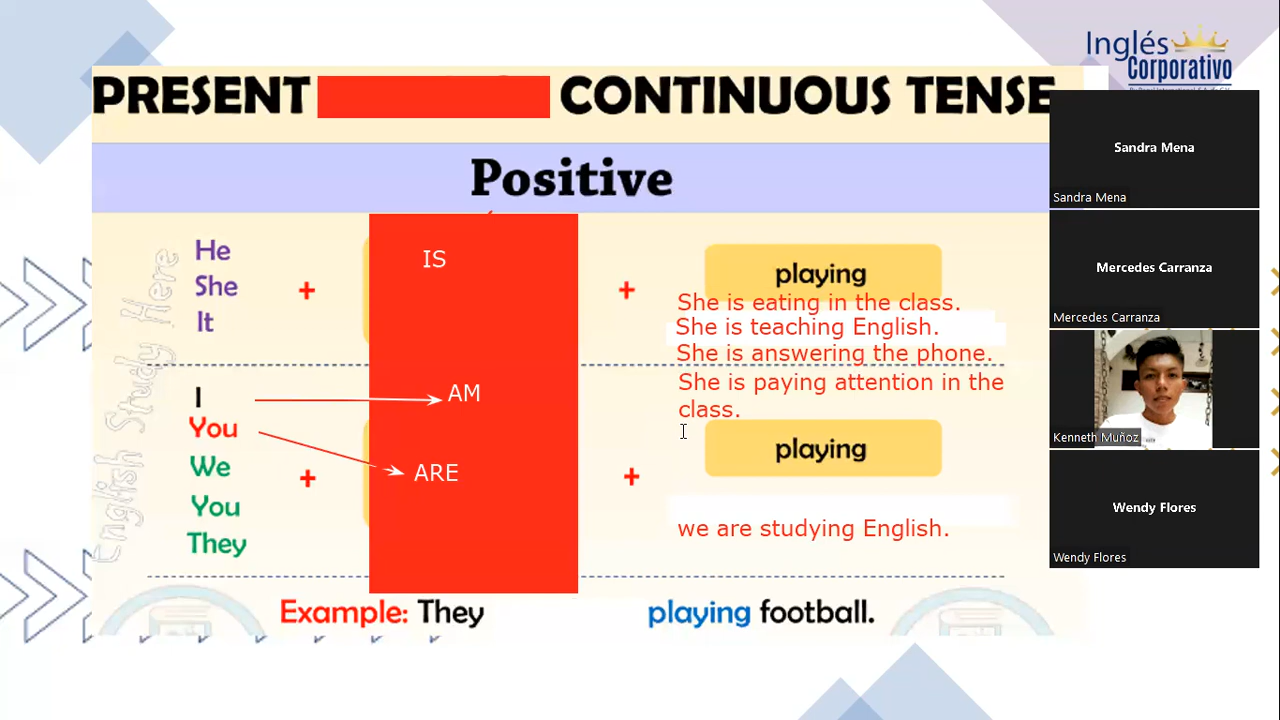 Inglés
Corporativo
PRESENT CONTINUOUS TENSE
Positive
English Study Here
He
She
It
+
IS
+
playing
She is eating in the class.
She is teaching English.
She is answering the phone.
She is paying attention in the
class.
I
AM
You
We
You
They
+
ARE
+
playing
we are studying English.
Example: They playing football.
Sandra Mena
Sandra Mena
Mercedes Carranza
Mercedes Carranza
Kenneth Muñoz
Wendy Flores
Wendy Flores